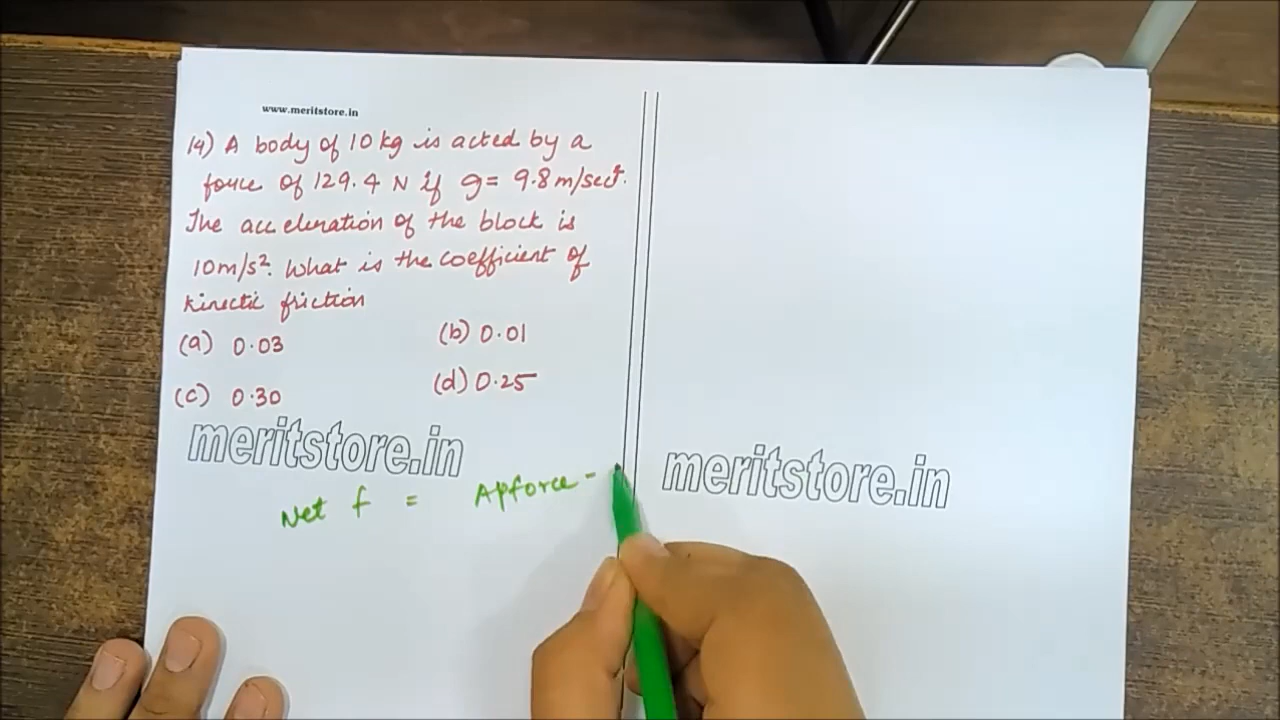 www.meritstore.in
14) A body of 10 kg is acted by a
force of 129.4 N if g = 9.8 m/sec².
The acceleration of the block is
10m/s². What is the coefficient of
kinectic friction
(a) 0.03 (b) 0.01
(c) 0.30 (d) 0.25
meritstore.in
meritstore.in
Net f = Apforce -